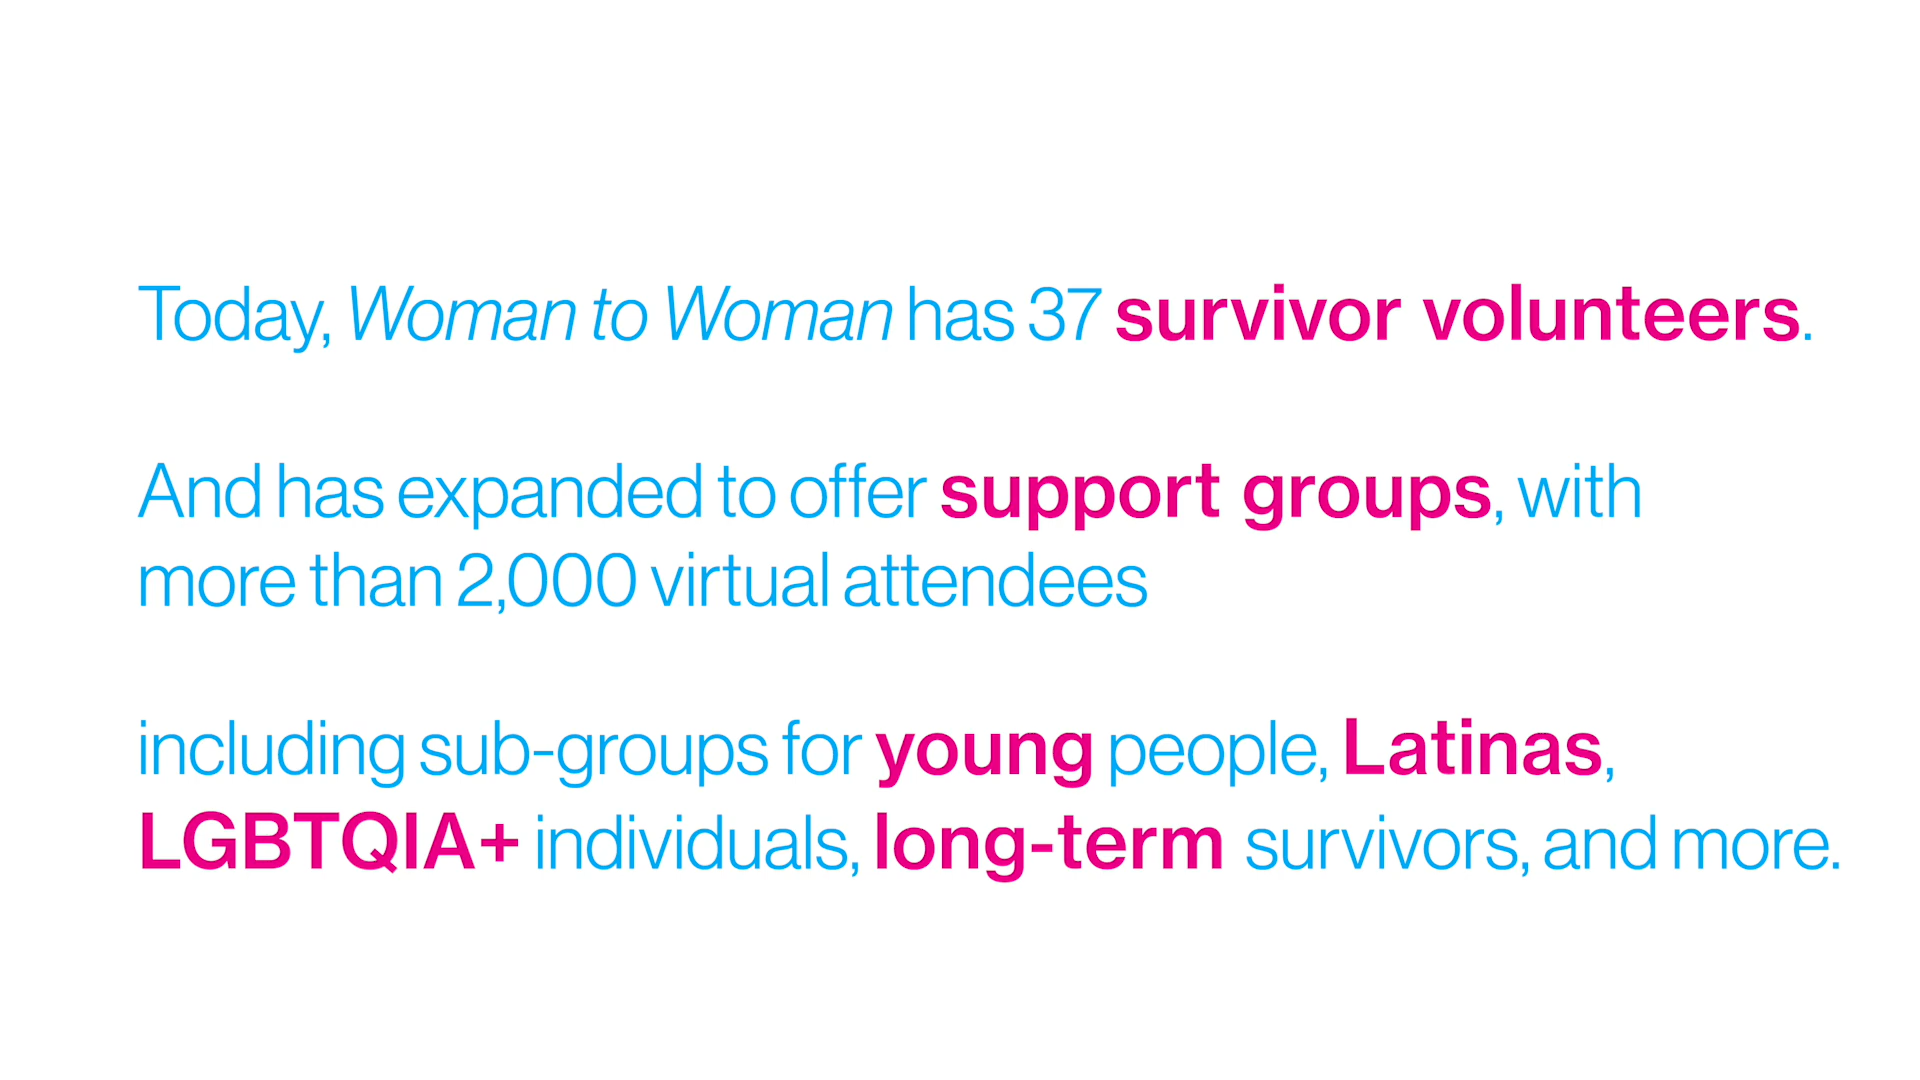 Today, Woman to Woman has 37 survivor volunteers.
And has expanded to offer support groups, with
more than 2,000 virtual attendees
including sub-groups for young people, Latinas,
LGBTQIA+ individuals, long-term survivors, and more.